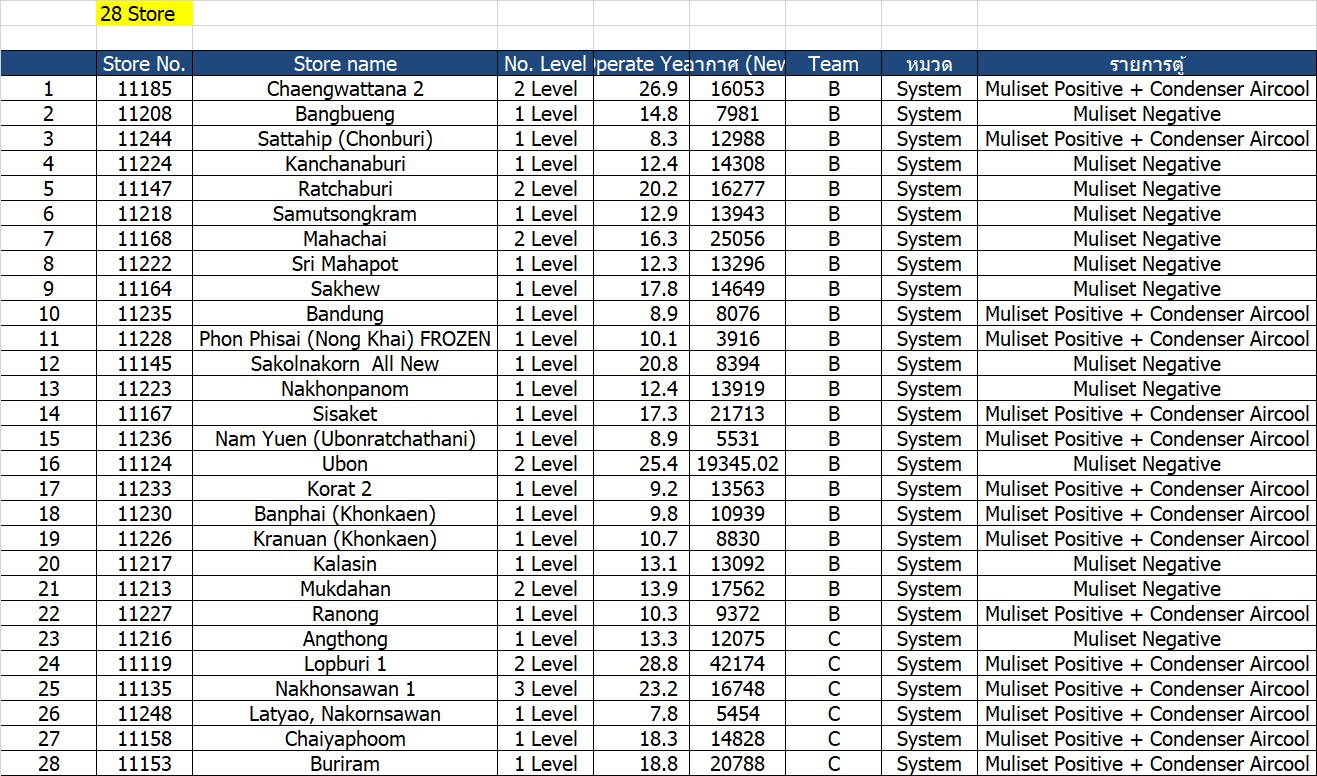 28 Store
Store No. Store name No. Level Operate Yea ากาศ (New Team หมวด รายการตู้
1 11185 Chaengwattana 2 2 Level 26.9 16053 B System Muliset Positive + Condenser Aircool
2 11208 Bangbueng 1 Level 14.8 7981 B System Muliset Negative
3 11244 Sattahip (Chonburi) 1 Level 8.3 12988 B System Muliset Positive + Condenser Aircool
4 11224 Kanchanaburi 1 Level 12.4 14308 B System Muliset Negative
5 11147 Ratchaburi 2 Level 20.2 16277 B System Muliset Negative
6 11218 Samutsongkram 1 Level 12.9 13943 B System Muliset Negative
7 11168 Mahachai 2 Level 16.3 25056 B System Muliset Negative
8 11222 Sri Mahapot 1 Level 12.3 13296 B System Muliset Negative
9 11164 Sakhew 1 Level 17.8 14649 B System Muliset Negative
10 11235 Bandung 1 Level 8.9 8076 B System Muliset Positive + Condenser Aircool
11 11228 Phon Phisai (Nong Khai) FROZEN 1 Level 10.1 3916 B System Muliset Positive + Condenser Aircool
12 11145 Sakolnakorn All New 1 Level 20.8 8394 B System Muliset Negative
13 11223 Nakhonpanom 1 Level 12.4 13919 B System Muliset Negative
14 11167 Sisaket 1 Level 17.3 21713 B System Muliset Positive + Condenser Aircool
15 11236 Nam Yuen (Ubonratchathani) 1 Level 8.9 5531 B System Muliset Positive + Condenser Aircool
16 11124 Ubon 2 Level 25.4 19345.02 B System Muliset Negative
17 11233 Korat 2 1 Level 9.2 13563 B System Muliset Positive + Condenser Aircool
18 11230 Banphai (Khonkaen) 1 Level 9.8 10939 B System Muliset Positive + Condenser Aircool
19 11226 Kranuan (Khonkaen) 1 Level 10.7 8830 B System Muliset Positive + Condenser Aircool
20 11217 Kalasin 1 Level 13.1 13092 B System Muliset Negative
21 11213 Mukdahan 2 Level 13.9 17562 B System Muliset Negative
22 11227 Ranong 1 Level 10.3 9372 B System Muliset Positive + Condenser Aircool
23 11216 Angthong 1 Level 13.3 12075 C System Muliset Negative
24 11119 Lopburi 1 2 Level 28.8 42174 C System Muliset Positive + Condenser Aircool
25 11135 Nakhonsawan 1 3 Level 23.2 16748 C System Muliset Positive + Condenser Aircool
26 11248 Latyao, Nakornsawan 1 Level 7.8 5454 C System Muliset Positive + Condenser Aircool
27 11158 Chaiyaphoom 1 Level 18.3 14828 C System Muliset Positive + Condenser Aircool
28 11153 Buriram 1 Level 18.8 20788 C System Muliset Positive + Condenser Aircool